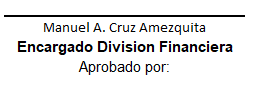 Manuel A. Cruz Amezquita
Encargado Division Financiera
Aprobado por: